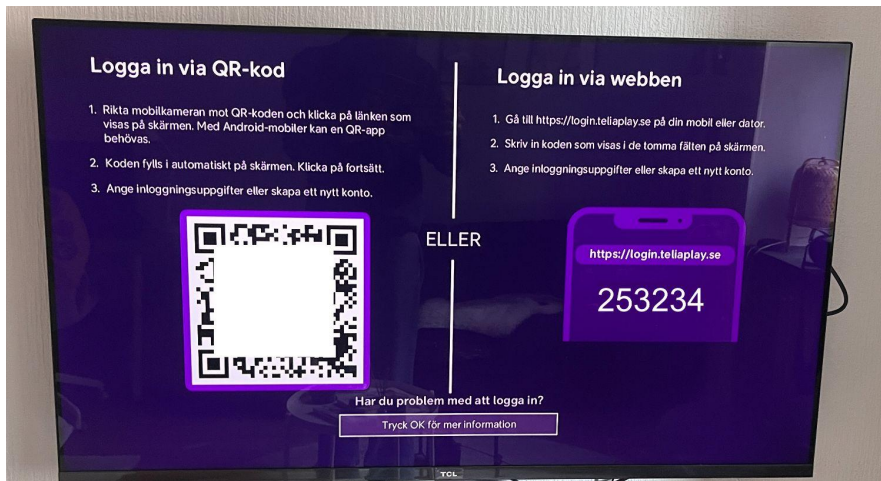 Logga in via QR-kod
1. Rikta mobilkameran mot QR-koden och klicka på länken som
visas på skärmen. Med Android-mobiler kan en QR-app
behövas.
2. Koden fylls i automatiskt på skärmen. Klicka på fortsätt.
3. Ange inloggningsuppgifter eller skapa ett nytt konto.
ELLER
Logga in via webben
1. Gå till https://login.teliaplay.se på din mobil eller dator.
2. Skriv in koden som visas i de tomma fälten på skärmen.
3. Ange inloggningsuppgifter eller skapa ett nytt konto.
https://login.teliaplay.se
253234
Har du problem med att logga in?
Tryck OK för mer information
TCL